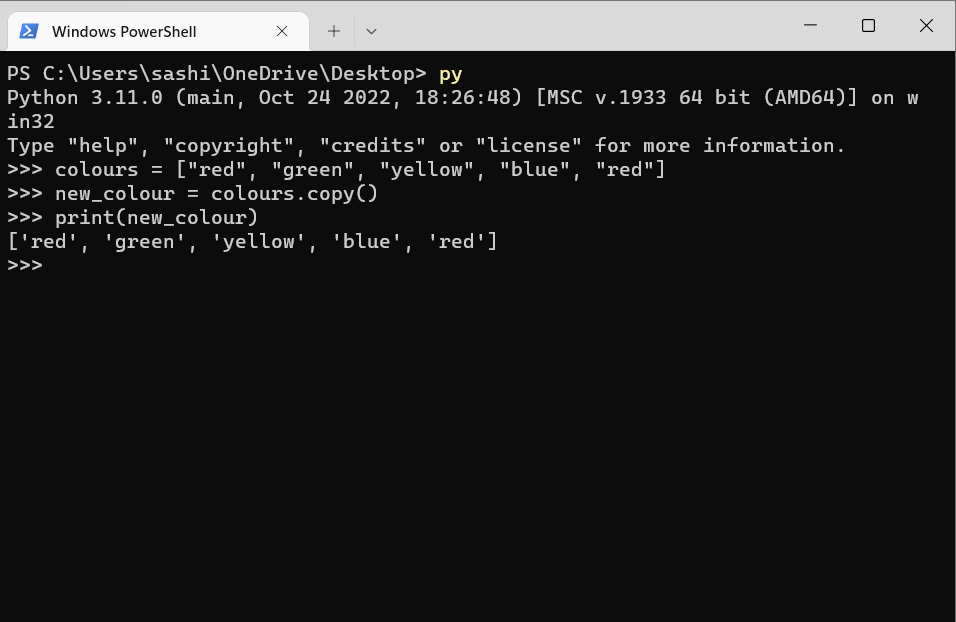 Windows PowerShell
PS C:\Users\sashi\OneDrive\Desktop> py
Python 3.11.0 (main, Oct 24 2022, 18:26:48) [MSC v.1933 64 bit (AMD64)] on w
in32
Type "help", "copyright", "credits" or "license" for more information.
>>> colours = ["red", "green", "yellow", "blue", "red"]
>>> new_colour = colours.copy()
>>> print(new_colour)
['red', 'green', 'yellow', 'blue', 'red']
>>>